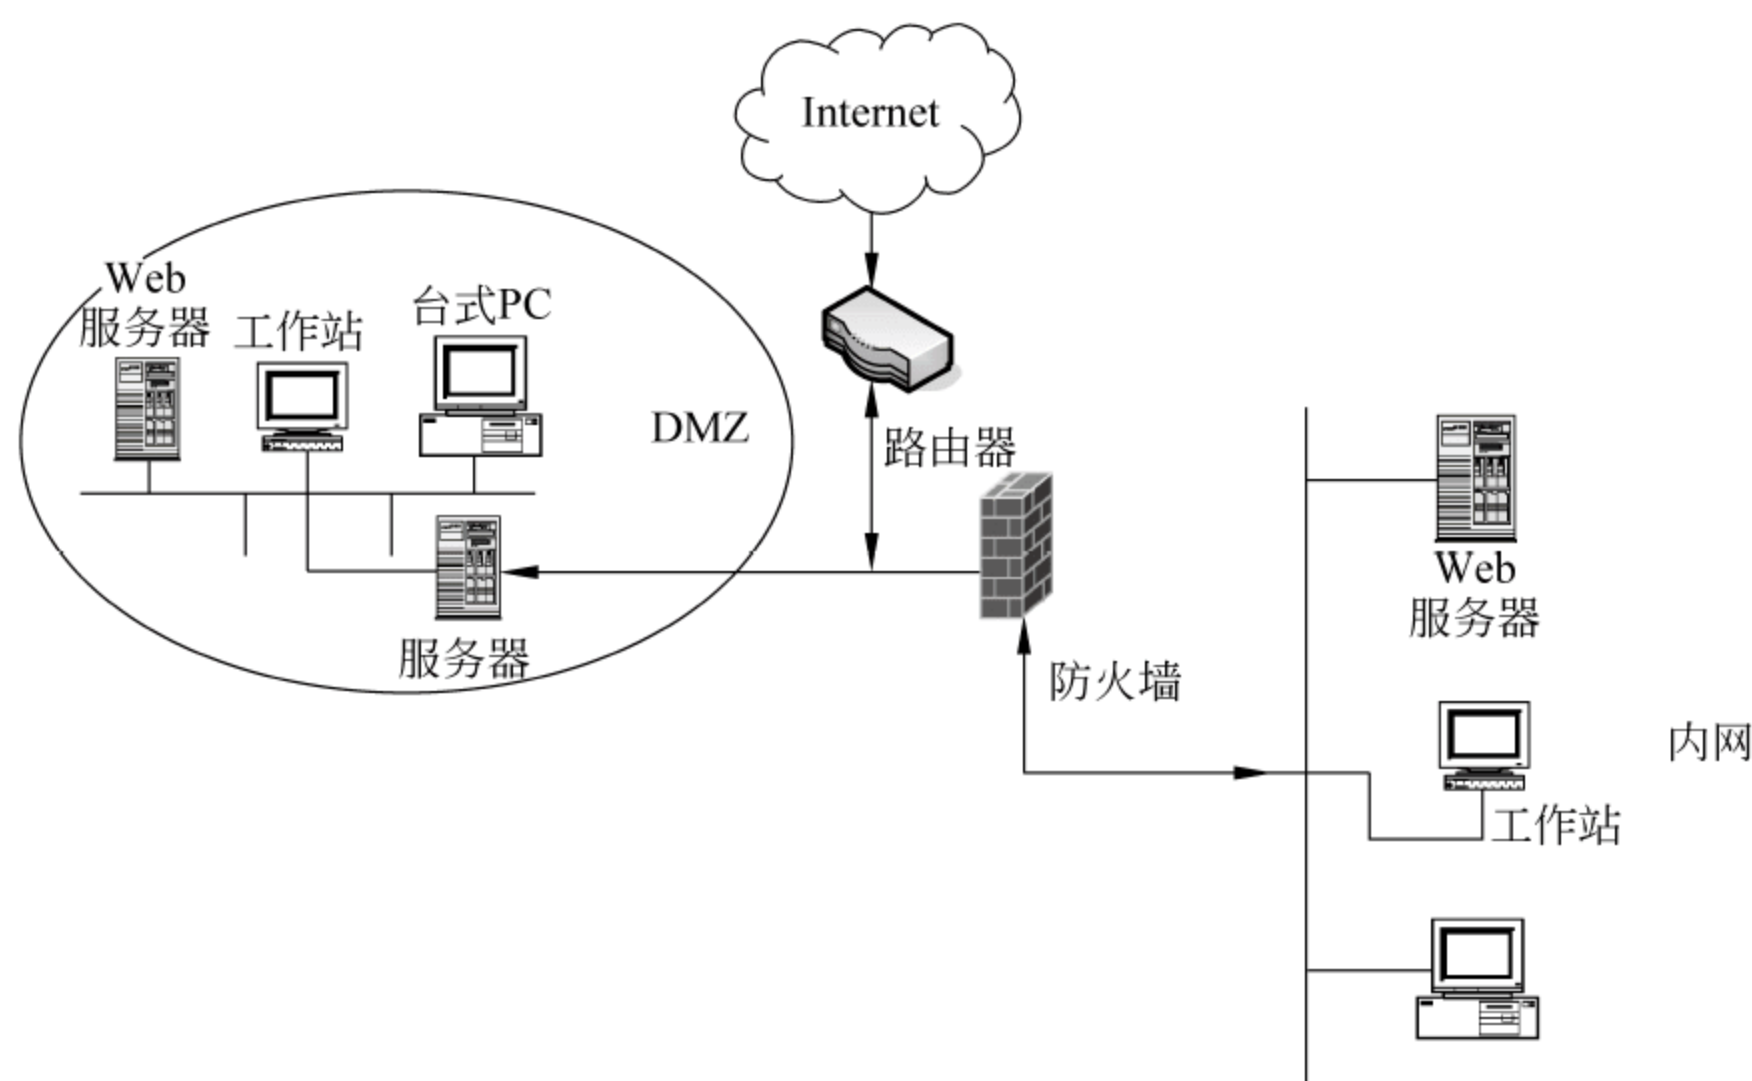 Internet
Web
服务器
工作站
台式PC
DMZ
路由器
服务器
防火墙
Web
服务器
内网
工作站